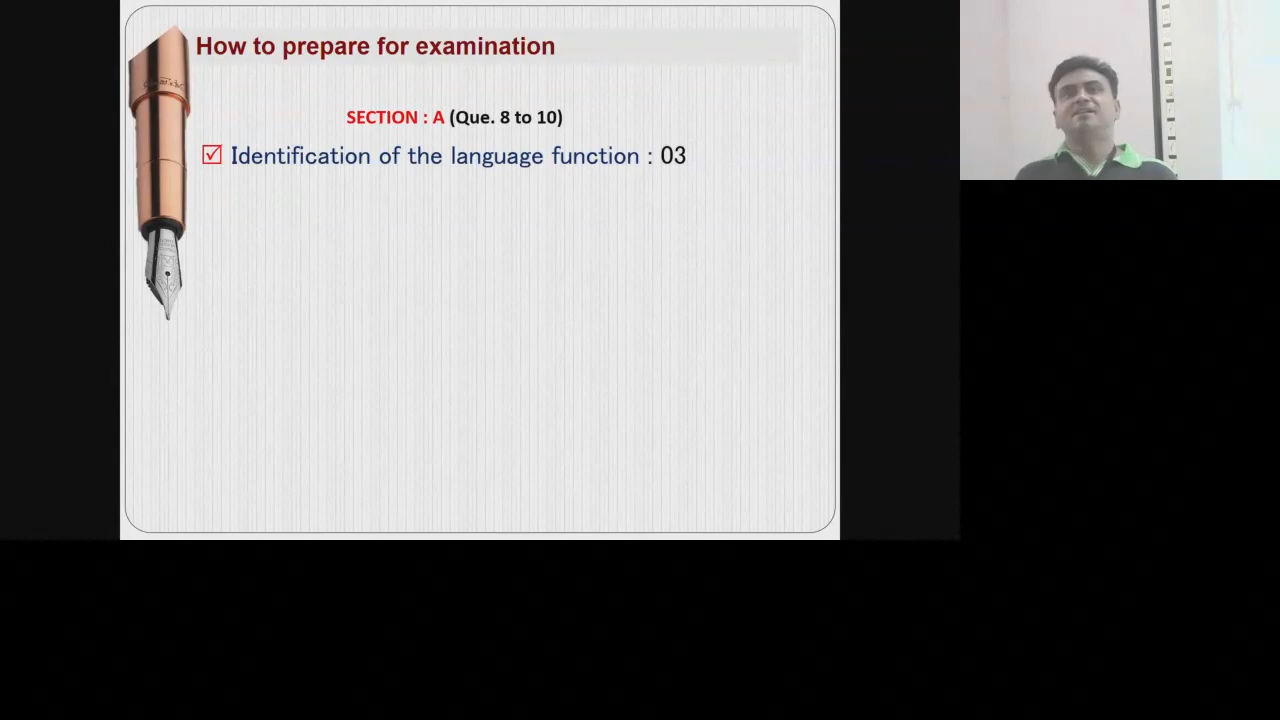 How to prepare for examination
SECTION : A (Que. 8 to 10)
Identification of the language function : 03